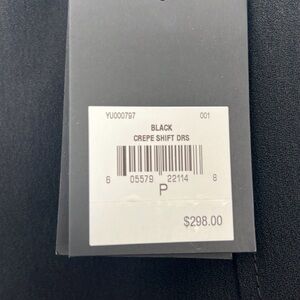 YU000797 001
BLACK
CREPE SHIFT DRS
6 05579 22114 8
P
$298.00